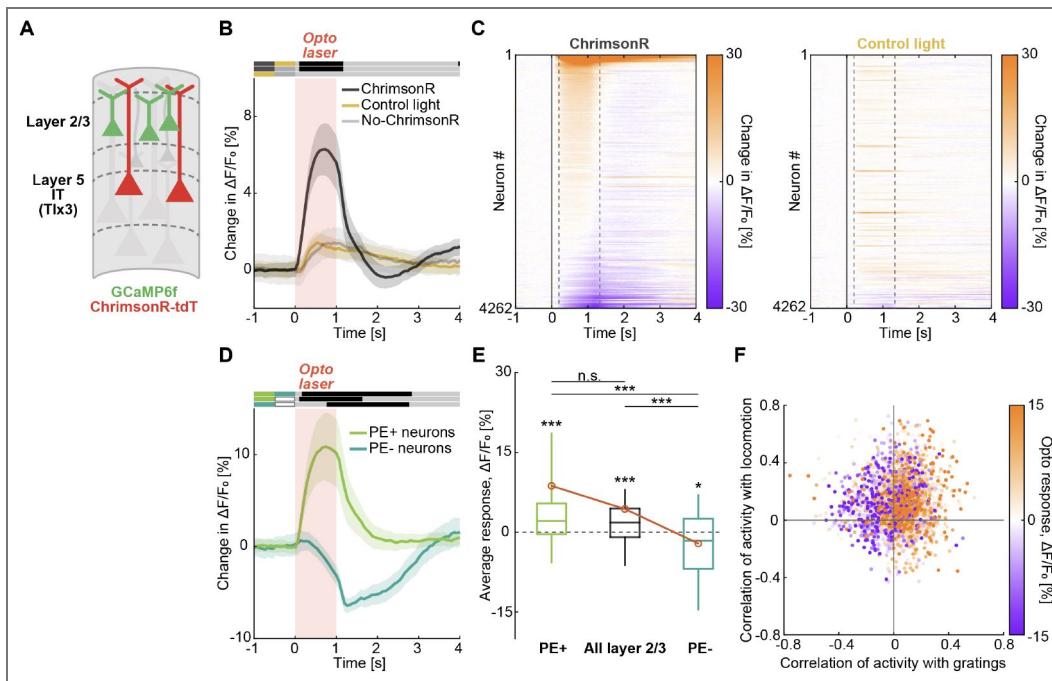 A
Layer 2/3
Layer 5
IT
(Tlx3)
GCaMP6f
ChrimsonR-tdT
B
Opto
laser
ChrimsonR
Control light
No-ChrimsonR
Change in ΔF/F₀ [%]
8
4
0
-1 0 1 2 3 4
Time [s]
C
ChrimsonR
1
Neuron #
4262
-1 0 1 2 3 4
Time [s]
30
0
-30
Change in ΔF/F₀ [%]
Control light
1
Neuron #
4262
-1 0 1 2 3 4
Time [s]
30
0
-30
Change in ΔF/F₀ [%]
D
Opto
laser
PE+ neurons
PE- neurons
Change in ΔF/F₀ [%]
10
0
-10
-1 0 1 2 3 4
Time [s]
E
n.s.
***
***
***
***
*
Average response, ΔF/F₀ [%]
30
15
0
-15
PE+ All layer 2/3 PE-
F
Correlation of activity with locomotion
0.8
0.4
0
-0.4
-0.8
-0.8 -0.4 0 0.4 0.8
Correlation of activity with gratings
15
0
-15
Opto response, ΔF/F₀ [%]